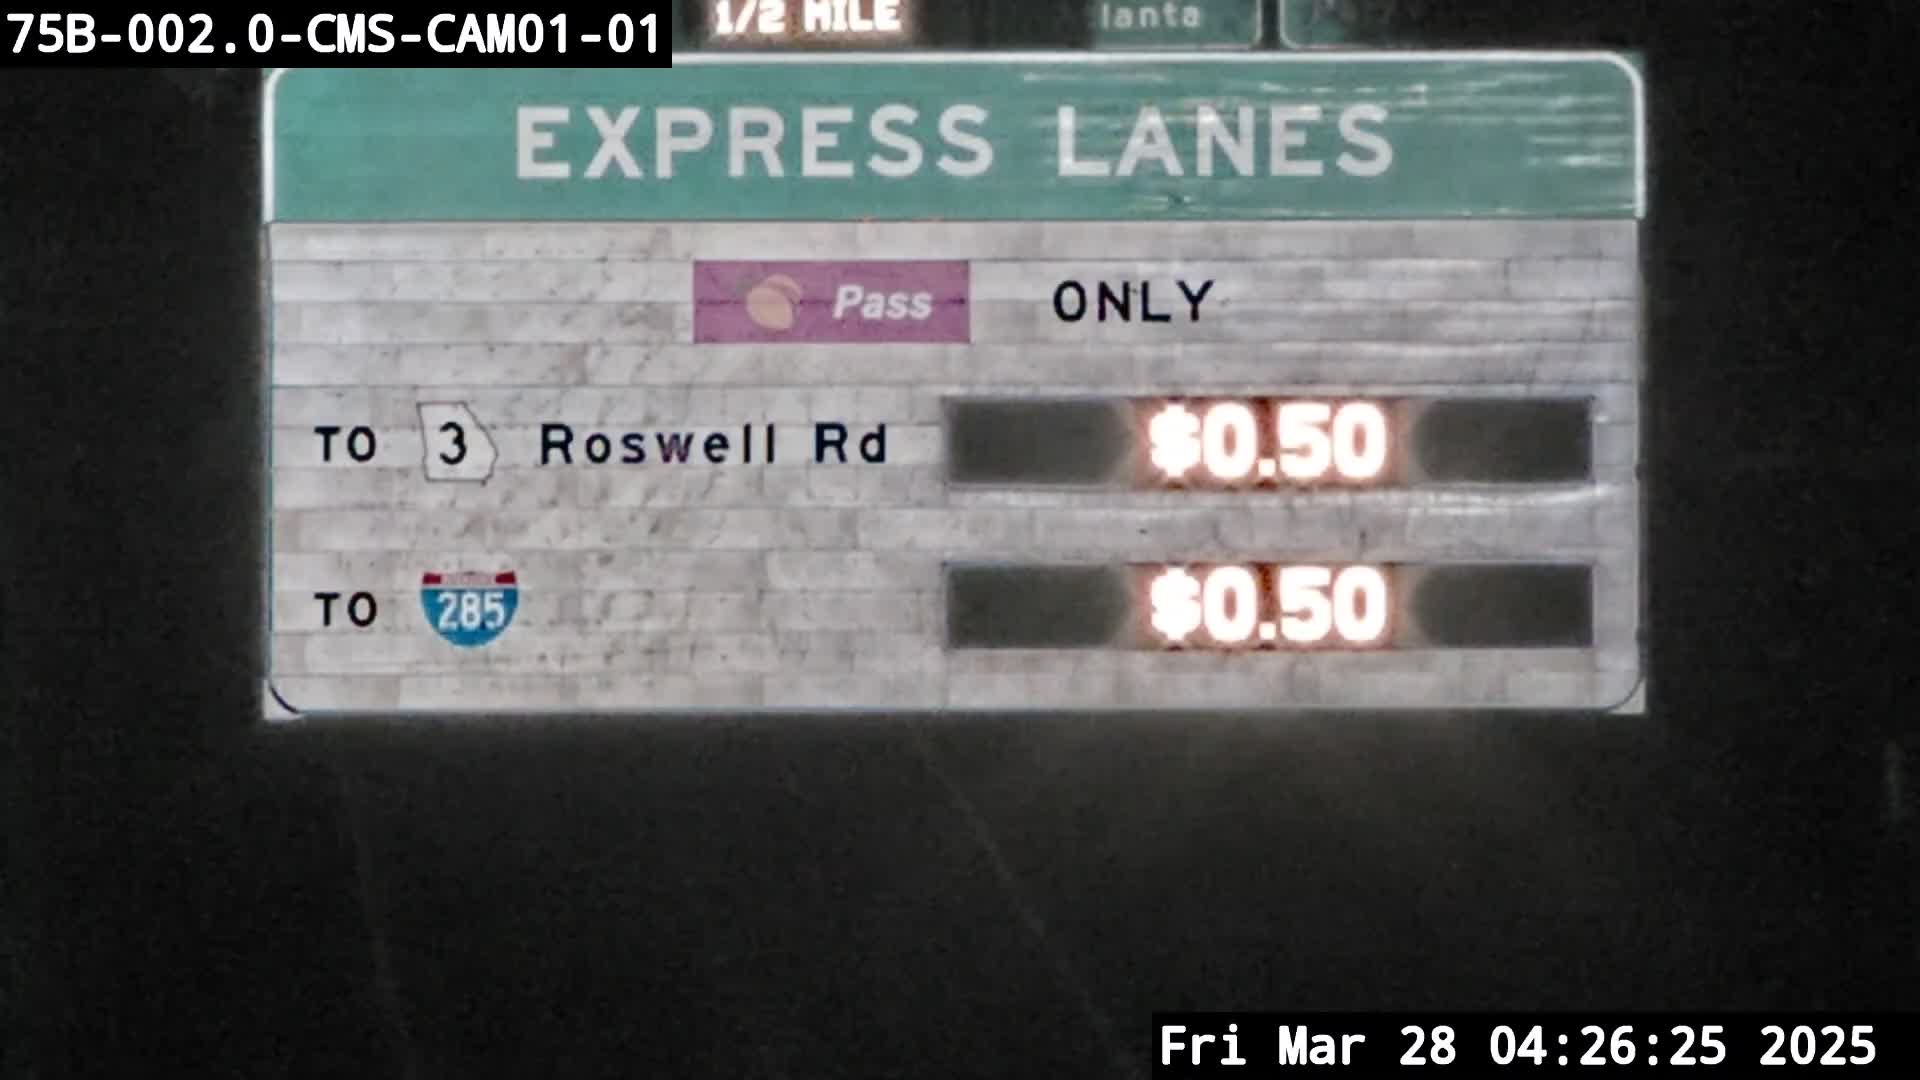 75B-002.0-CMS-CAM01-01
1/2 MILE
lanta
EXPRESS LANES
Pass ONLY
TO 3 Roswell Rd $0.50
TO 285 $0.50
Fri Mar 28 04:26:25 2025